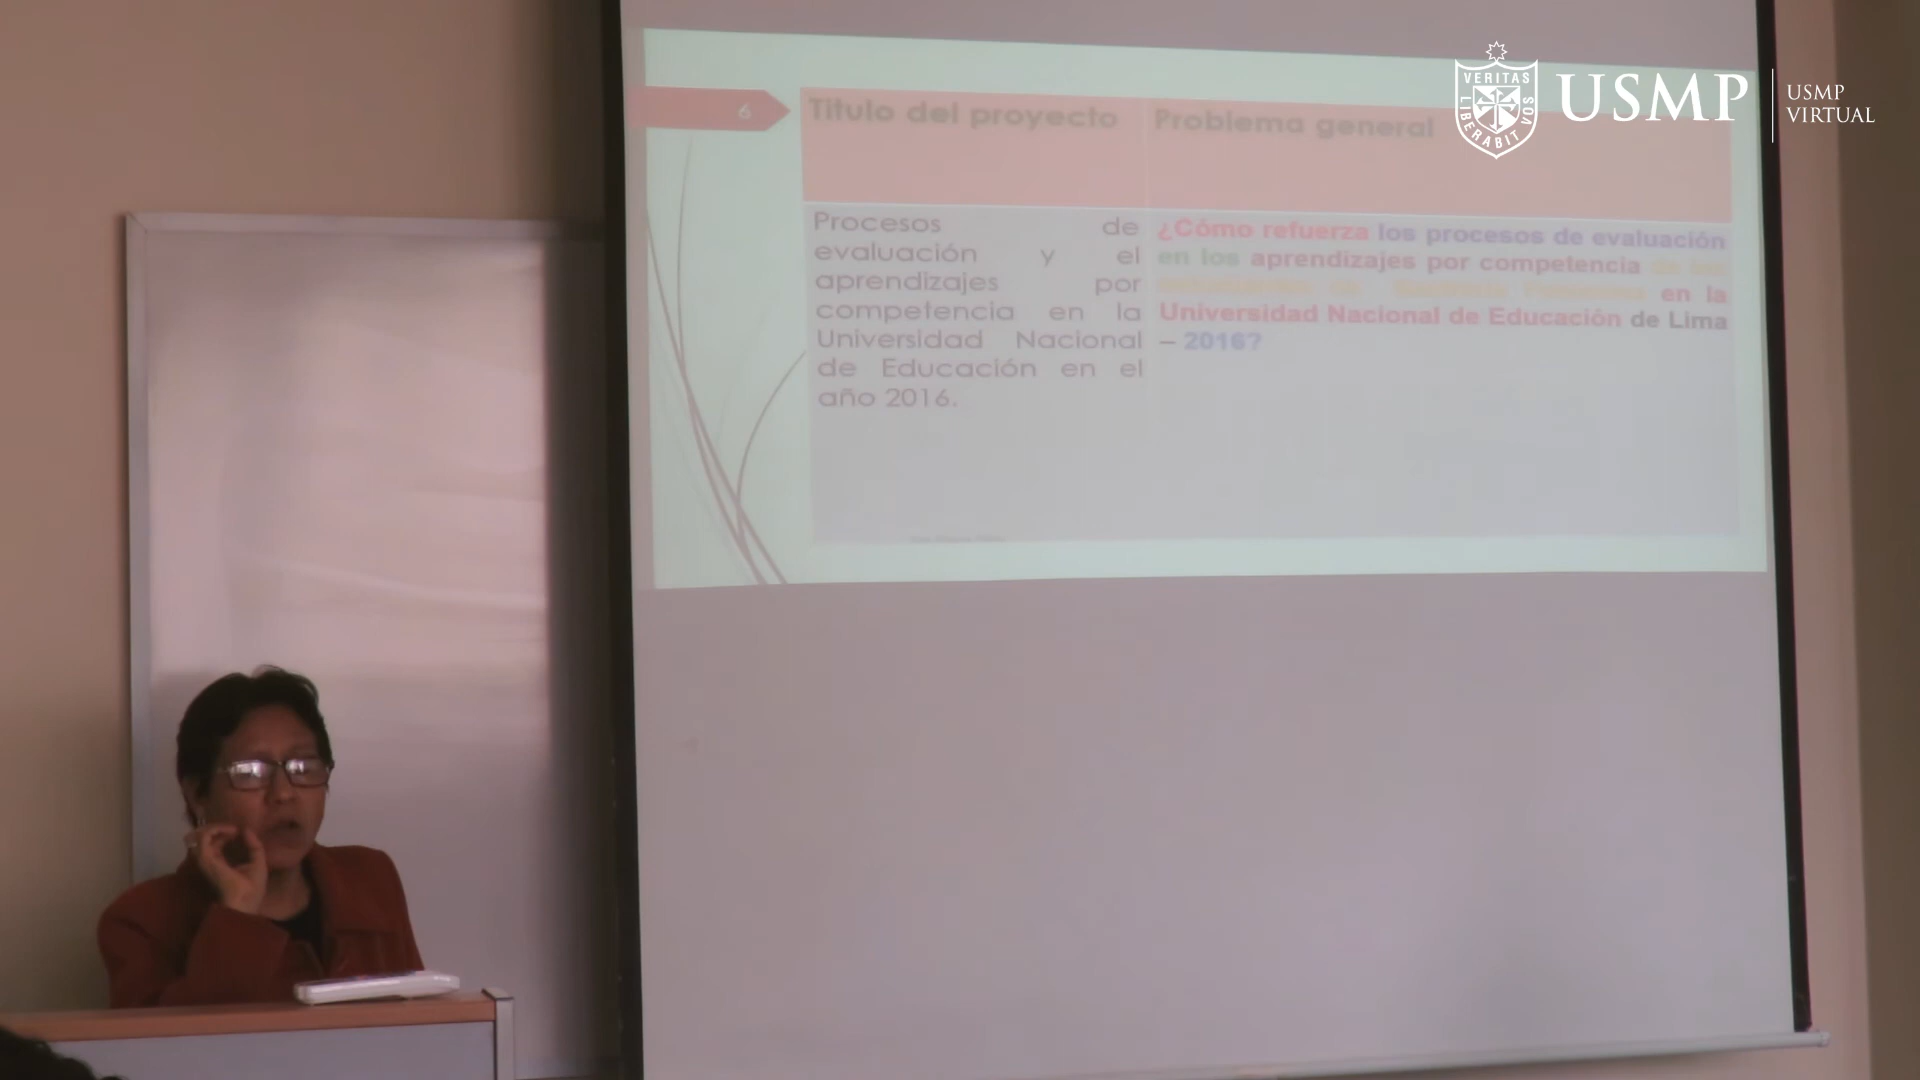 6
Titulo del proyecto
Problema general
Procesos de
evaluación y el
aprendizajes por
competencia en la
Universidad Nacional
de Educación en el
año 2016.
¿Cómo refuerza los procesos de evaluación
en los aprendizajes por competencia
en la
Universidad Nacional de Educación de Lima
– 2016?
VERITAS
LIBERABIT VOS
USMP
USMP
VIRTUAL